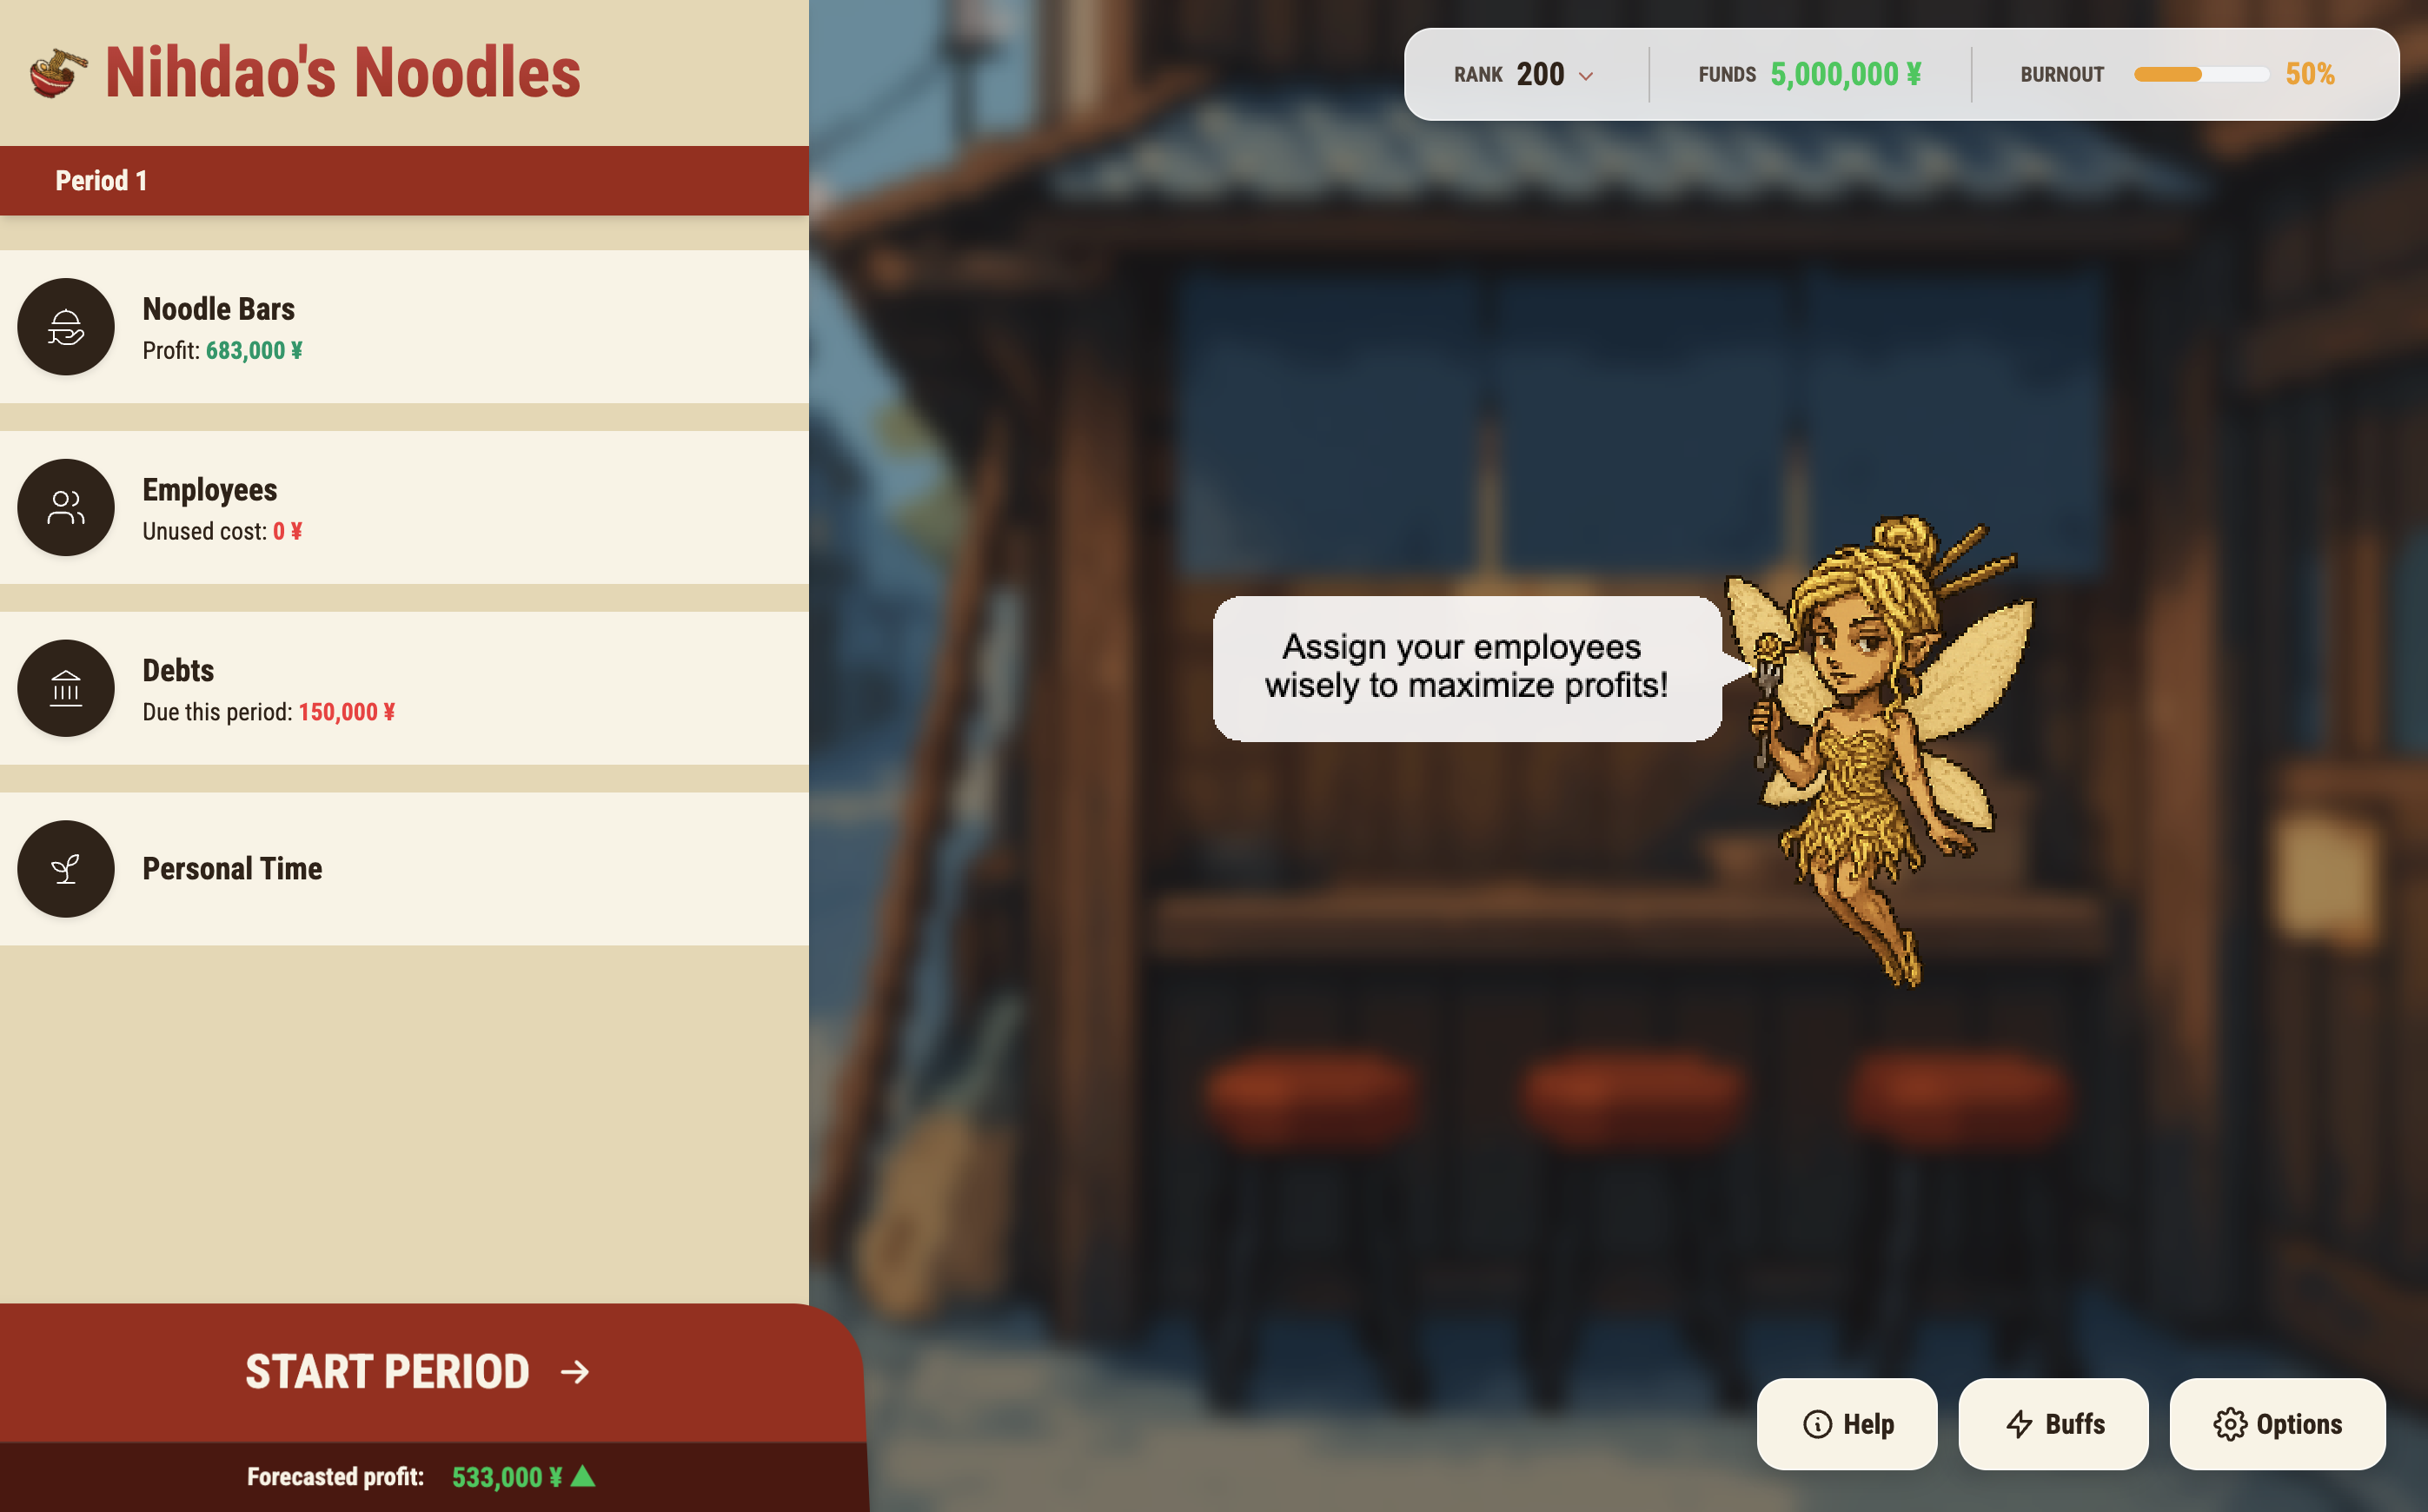 Nihdao's Noodles
Period 1
Noodle Bars
Profit: 683,000 ¥
Employees
Unused cost: 0 ¥
Debts
Due this period: 150,000 ¥
Personal Time
START PERIOD →
Forecasted profit: 533,000 ¥ ▲
RANK 200
FUNDS 5,000,000 ¥
BURNOUT 50%
Assign your employees
wisely to maximize profits!
Help
Buffs
Options